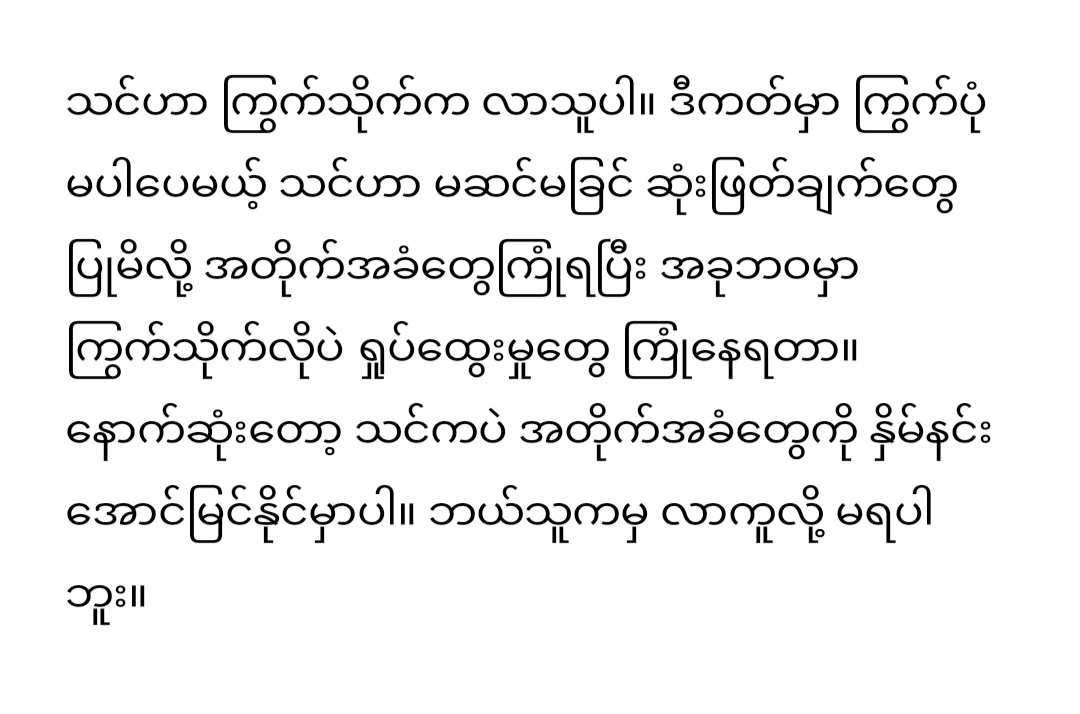 သင်ဟာ ကြွက်သိုက်က လာသူပါ။ ဒီကတ်မှာ ကြွက်ပုံ
မပါပေမယ့် သင်ဟာ မဆင်မခြင် ဆုံးဖြတ်ချက်တွေ
ပြုမိလို့ အတိုက်အခံတွေကြုံရပြီး အခုဘဝမှာ
ကြွက်သိုက်လိုပဲ ရှုပ်ထွေးမှုတွေ ကြုံနေရတာ။
နောက်ဆုံးတော့ သင်ကပဲ အတိုက်အခံတွေကို နှိမ်နင်း
အောင်မြင်နိုင်မှာပါ။ ဘယ်သူကမှ လာကူလို့ မရပါ
ဘူး။